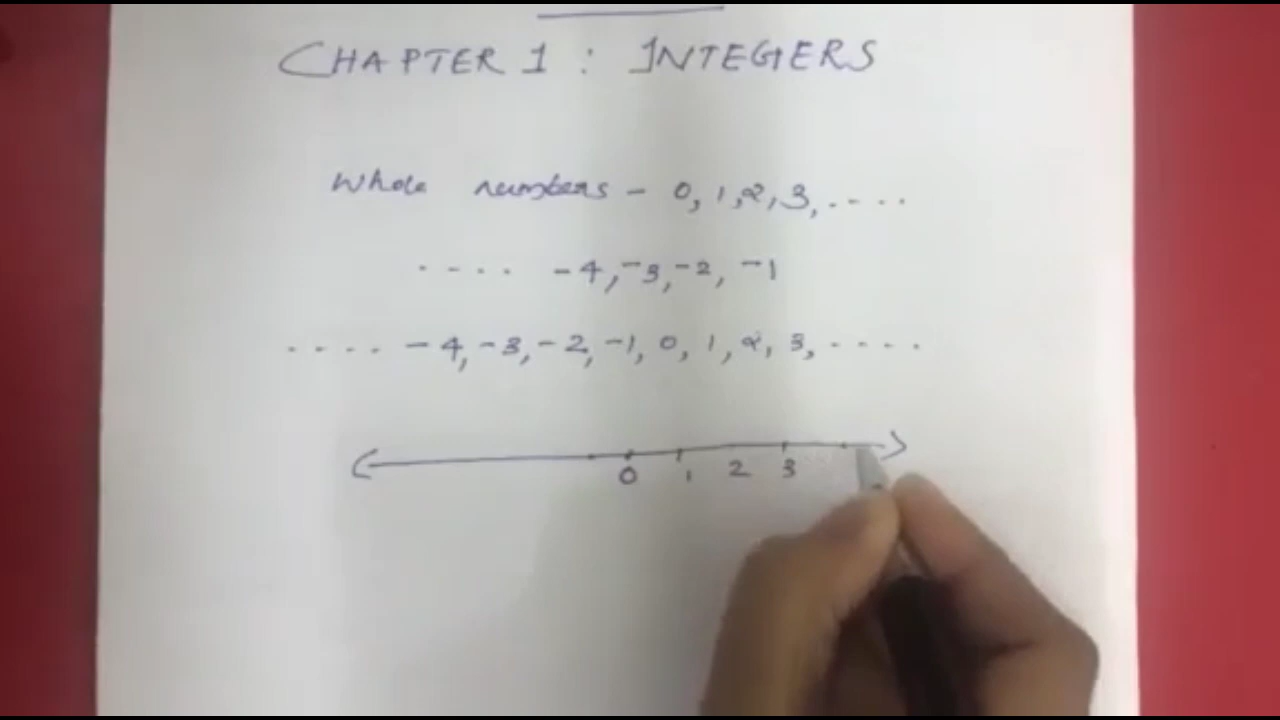 CHAPTER 1 : INTEGERS
Whole numbers - 0, 1, 2, 3, ....
.... -4, -3, -2, -1
.... -4, -3, -2, -1, 0, 1, 2, 3, ....
0 1 2 3